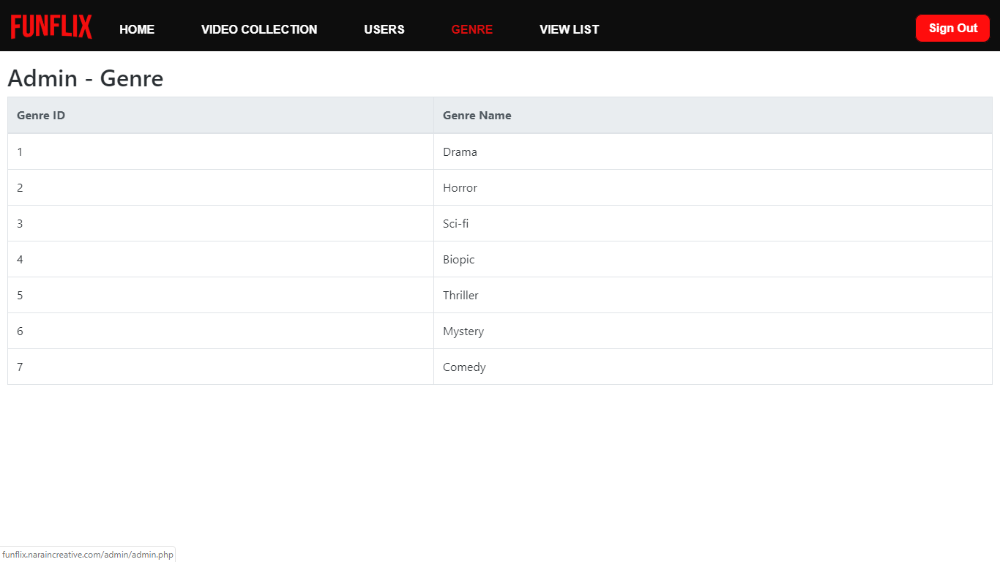 FUNFLIX HOME VIDEO COLLECTION USERS GENRE VIEW LIST Sign Out
Admin - Genre
Genre ID Genre Name
1 Drama
2 Horror
3 Sci-fi
4 Biopic
5 Thriller
6 Mystery
7 Comedy
funflix.naraincreative.com/admin/admin.php